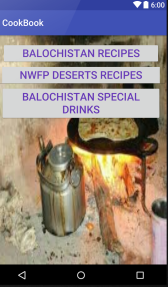 6:00
CookBook
BALOCHISTAN RECIPES
NWFP DESERTS RECIPES
BALOCHISTAN SPECIAL
DRINKS